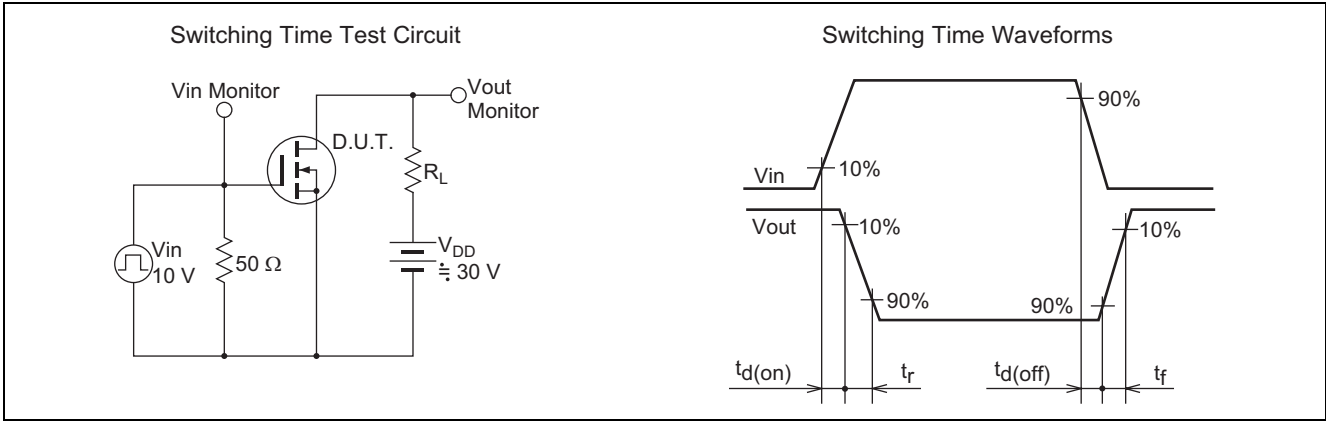 Switching Time Test Circuit
Vin Monitor
Vout
Monitor
D.U.T.
RL
Vin
10 V
50 Ω
VDD
≒ 30 V
Switching Time Waveforms
90%
Vin
10%
Vout
10%
10%
90%
90%
td(on)
tr
td(off)
tf